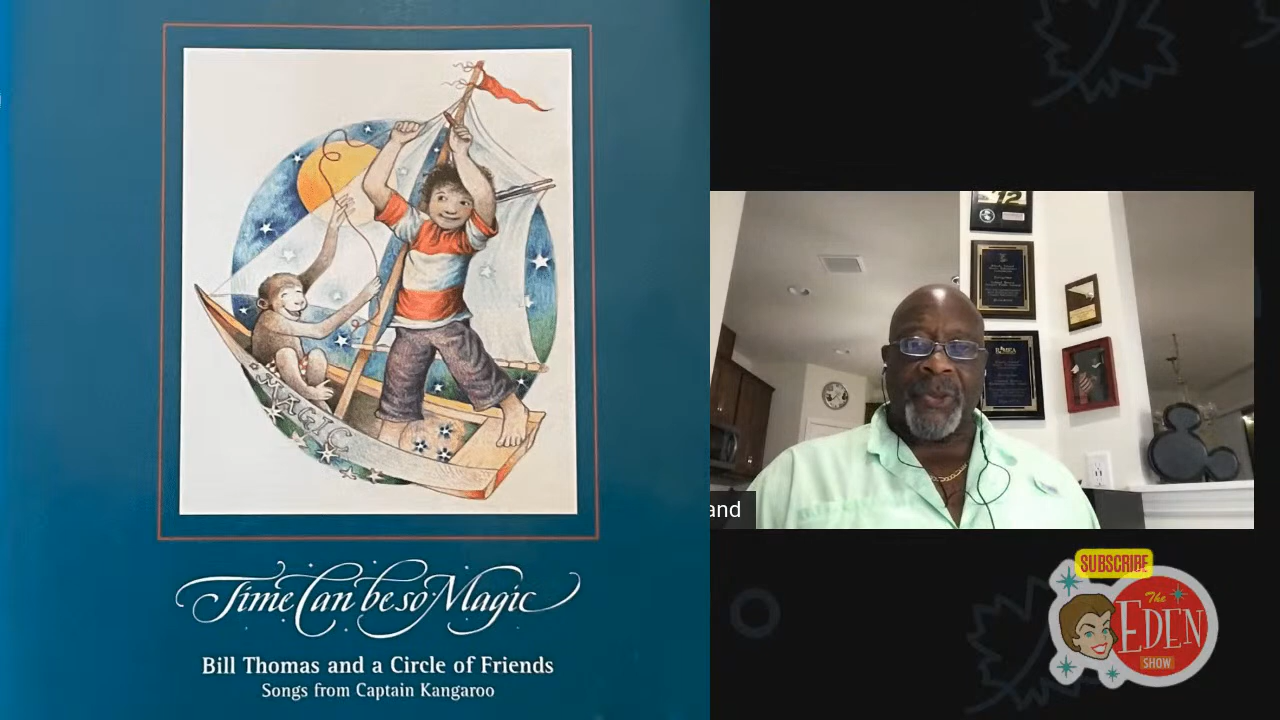 MAGIC
Time Can be so Magic
Bill Thomas and a Circle of Friends
Songs from Captain Kangaroo
12
and
SUBSCRIBE
The
EDEN
SHOW